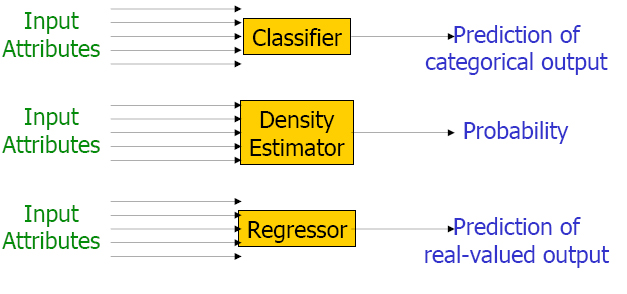 Input
Attributes
Classifier
Prediction of
categorical output
Input
Attributes
Density
Estimator
Probability
Input
Attributes
Regressor
Prediction of
real-valued output